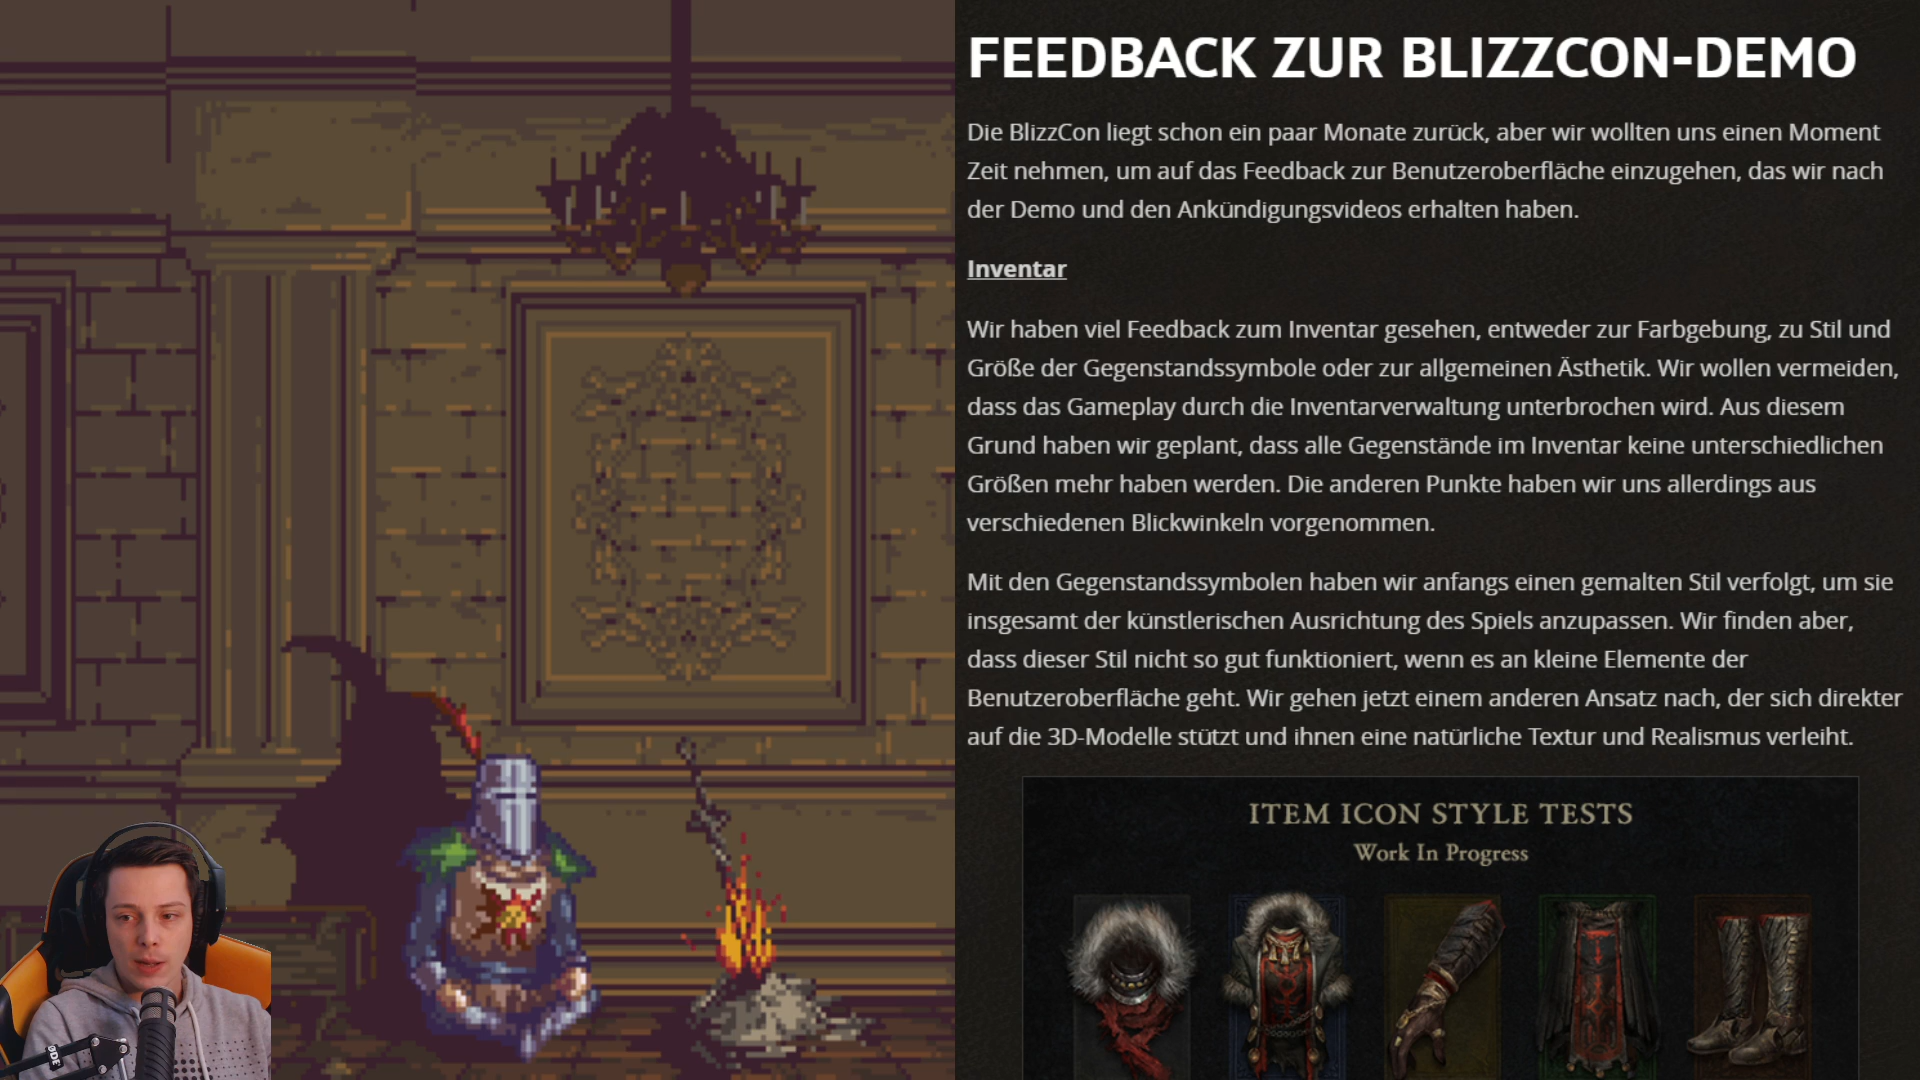 FEEDBACK ZUR BLIZZCON-DEMO
Die BlizzCon liegt schon ein paar Monate zurück, aber wir wollten uns einen Moment
Zeit nehmen, um auf das Feedback zur Benutzeroberfläche einzugehen, das wir nach
der Demo und den Ankündigungsvideos erhalten haben.
Inventar
Wir haben viel Feedback zum Inventar gesehen, entweder zur Farbgebung, zu Stil und
Größe der Gegenstandssymbole oder zur allgemeinen Ästhetik. Wir wollen vermeiden,
dass das Gameplay durch die Inventarverwaltung unterbrochen wird. Aus diesem
Grund haben wir geplant, dass alle Gegenstände im Inventar keine unterschiedlichen
Größen mehr haben werden. Die anderen Punkte haben wir uns allerdings aus
verschiedenen Blickwinkeln vorgenommen.
Mit den Gegenstandssymbolen haben wir anfangs einen gemalten Stil verfolgt, um sie
insgesamt der künstlerischen Ausrichtung des Spiels anzupassen. Wir finden aber,
dass dieser Stil nicht so gut funktioniert, wenn es an kleine Elemente der
Benutzeroberfläche geht. Wir gehen jetzt einem anderen Ansatz nach, der sich direkter
auf die 3D-Modelle stützt und ihnen eine natürliche Textur und Realismus verleiht.
ITEM ICON STYLE TESTS
Work In Progress